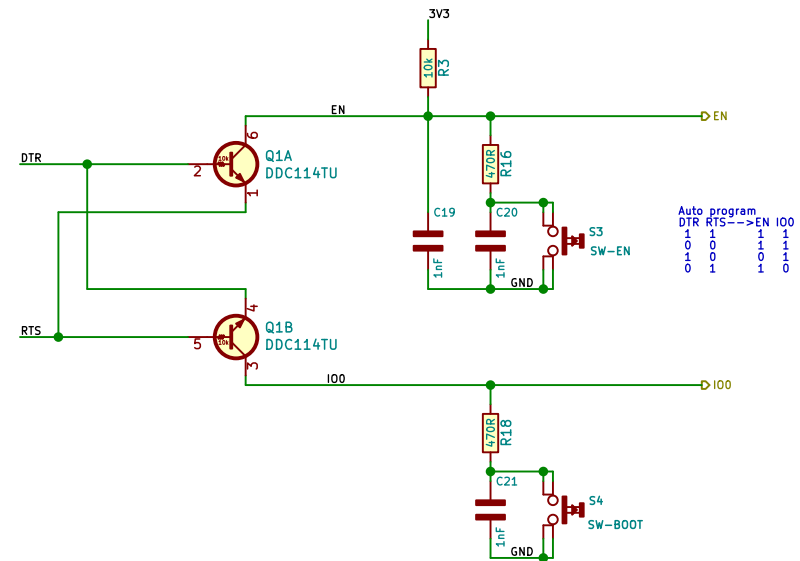 3V3
10k
R3
EN
EN
DTR
10k
6
2
1
Q1A
DDC114TU
470R
R16
C19
1nF
C20
1nF
S3
SW-EN
GND
Auto program
DTR RTS-->EN IO0
1 1 1 1
0 0 1 1
1 0 0 1
0 1 1 0
RTS
10k
4
5
3
Q1B
DDC114TU
IO0
IO0
470R
R18
C21
1nF
S4
SW-BOOT
GND